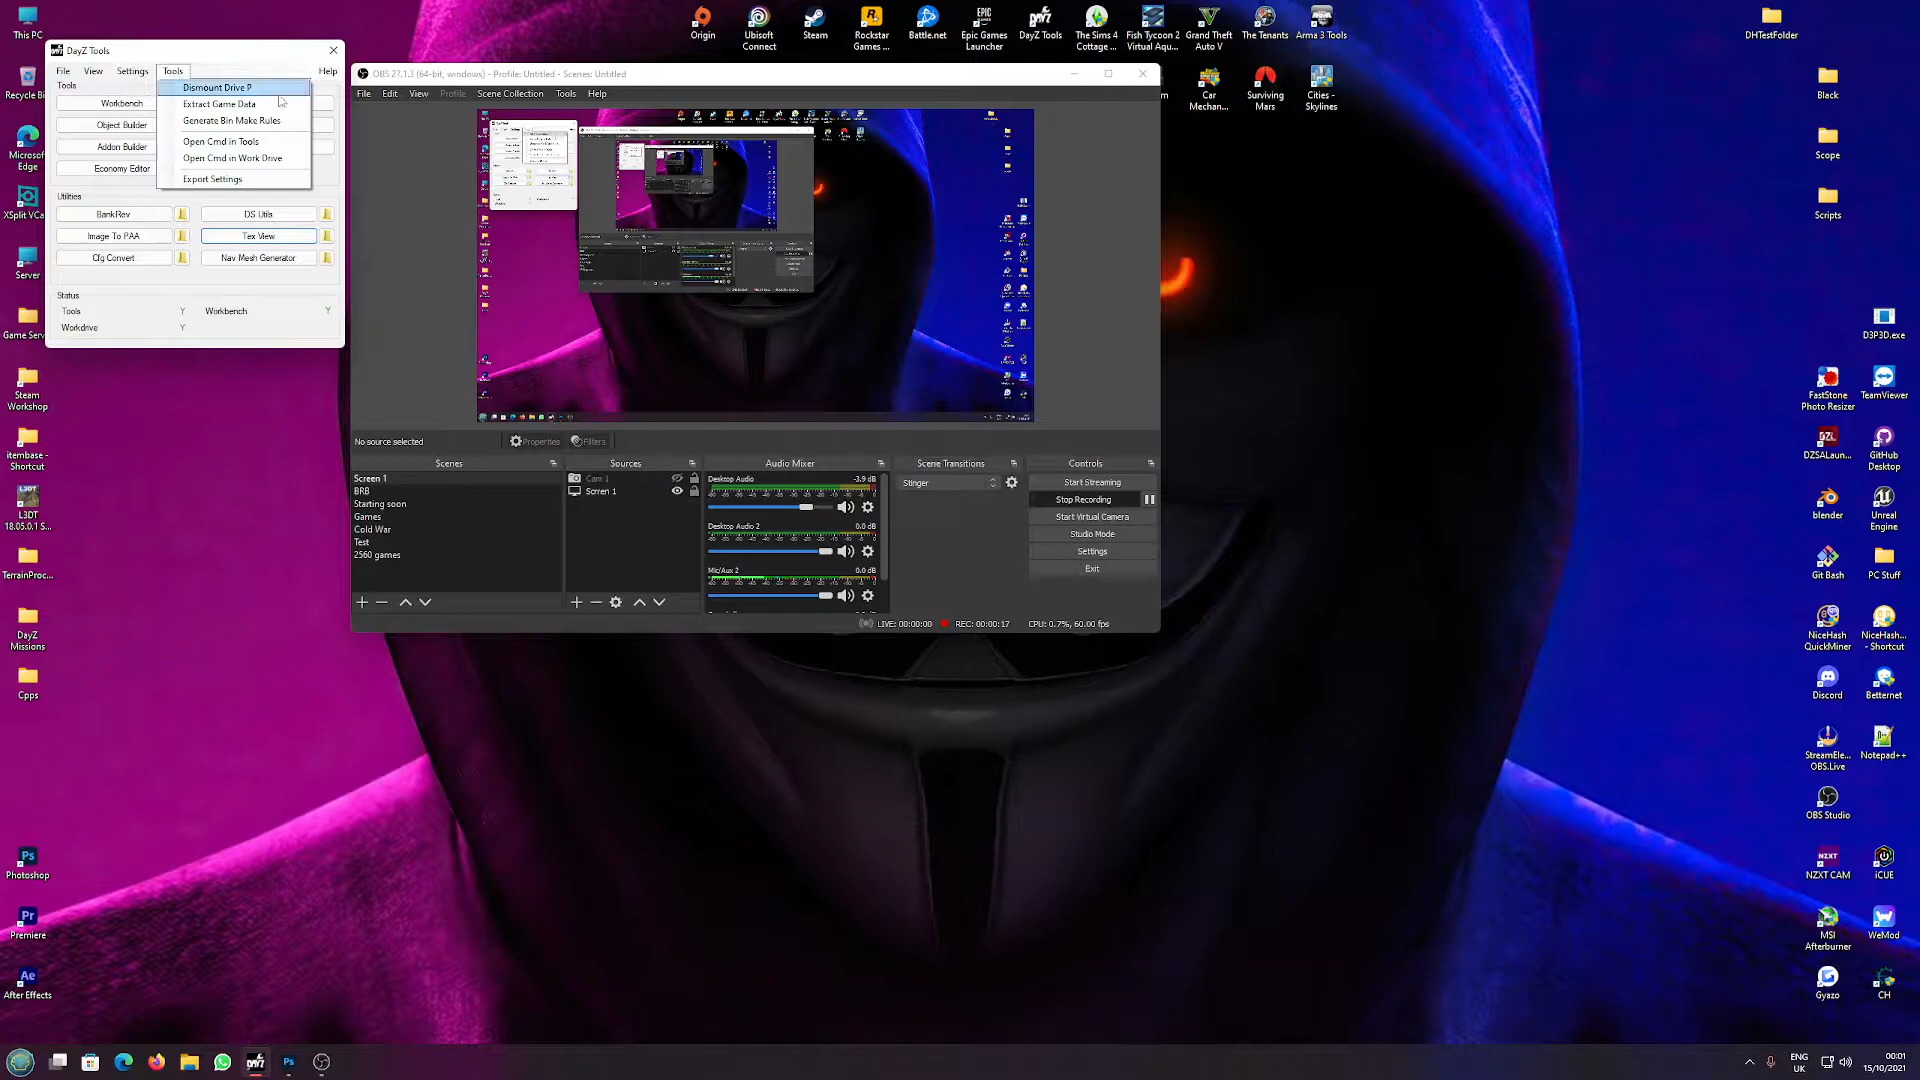 This PC
Recycle Bin
Microsoft
Edge
XSplit VCa
Server
Game Serv
Steam
Workshop
itembase -
Shortcut
L3DT
18.05.0.1 S...
TerrainProc...
DayZ
Missions
Cpps
Photoshop
Premiere
After Effects
DayZ Tools
File View Settings Tools Help
Tools
Workbench
Object Builder
Addon Builder
Economy Editor
Dismount Drive P
Extract Game Data
Generate Bin Make Rules
Open Cmd in Tools
Open Cmd in Work Drive
Export Settings
Utilities
BankRev DS Utils
Image To PAA Tex View
Cfg Convert Nav Mesh Generator
Status
Tools Y Workbench Y
Workdrive Y
Origin
Ubisoft
Connect
Steam
Rockstar
Games ...
Battle.net
Epic Games
Launcher
DayZ Tools
The Sims 4
Cottage ...
Fish Tycoon 2
Virtual Aqu...
Grand Theft
Auto V
The Tenants
Arma 3 Tools
Car
Mechan...
Surviving
Mars
Cities -
Skylines
OBS 27.1.3 (64-bit, windows) - Profile: Untitled - Scenes: Untitled
File Edit View Profile Scene Collection Tools Help
No source selected Properties Filters
Scenes
Screen 1
BRB
Starting soon
Games
Cold War
Test
2560 games
Sources
Cam 1
Screen 1
Audio Mixer
Desktop Audio -3.9 dB
Desktop Audio 2 0.0 dB
Mic/Aux 2 0.0 dB
Scene Transitions
Stinger
Controls
Start Streaming
Stop Recording
Start Virtual Camera
Studio Mode
Settings
Exit
LIVE: 00:00:00 REC: 00:00:17 CPU: 0.7%, 60.00 fps
DHTestFolder
Black
Scope
Scripts
D3P3D.exe
FastStone
Photo Resizer
TeamViewer
DZSALaun...
GitHub
Desktop
blender
Unreal
Engine
Git Bash
PC Stuff
NiceHash
QuickMiner
NiceHash...
- Shortcut
Discord
Betternet
StreamEle...
OBS.Live
Notepad++
OBS Studio
NZXT CAM
iCUE
MSI
Afterburner
WeMod
Gyazo
CH
ENG
UK
00:01
15/10/2021